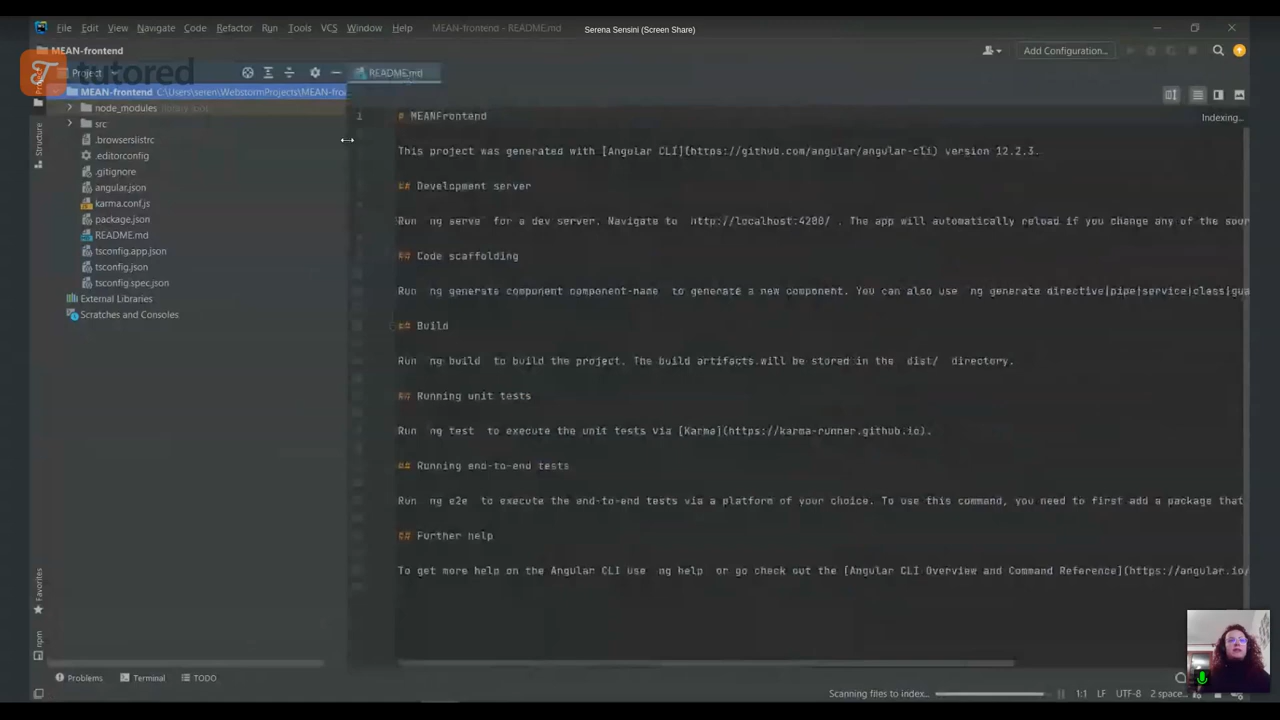 File Edit View Navigate Code Refactor Run Tools VCS Window Help MEAN-frontend - README.md
Serena Sensini (Screen Share)
MEAN-frontend
Add Configuration...
tutored
Project
README.md
MEAN-frontend C:\Users\seren\WebstormProjects\MEAN-fro
node_modules library root
src
.browserslistrc
.editorconfig
.gitignore
angular.json
karma.conf.js
package.json
README.md
tsconfig.app.json
tsconfig.json
tsconfig.spec.json
External Libraries
Scratches and Consoles
Project
Structure
Favorites
npm
Indexing...
1
# MEANFrontend
This project was generated with [Angular CLI](https://github.com/angular/angular-cli) version 12.2.3.
## Development server
Run ng serve for a dev server. Navigate to http://localhost:4200/ . The app will automatically reload if you change any of the sour
## Code scaffolding
Run ng generate component component-name to generate a new component. You can also use ng generate directive|pipe|service|class|gua
## Build
Run ng build to build the project. The build artifacts will be stored in the dist/ directory.
## Running unit tests
Run ng test to execute the unit tests via [Karma](https://karma-runner.github.io).
## Running end-to-end tests
Run ng e2e to execute the end-to-end tests via a platform of your choice. To use this command, you need to first add a package that
## Further help
To get more help on the Angular CLI use ng help or go check out the [Angular CLI Overview and Command Reference](https://angular.io/
Problems Terminal TODO
Scanning files to index... 1:1 LF UTF-8 2 space